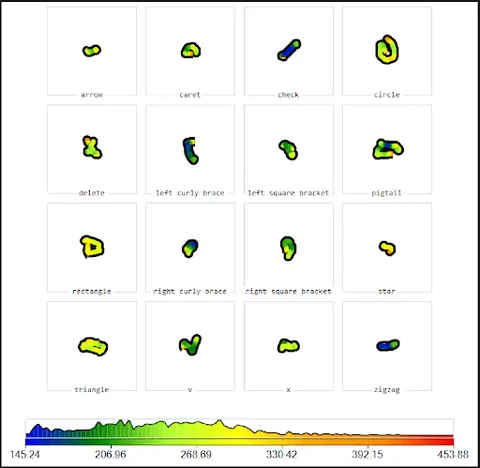 arrow caret check circle
delete left curly brace left square bracket pigtail
rectangle right curly brace right square bracket star
triangle v x zigzag
145.24 206.96 268.69 330.42 392.15 453.88